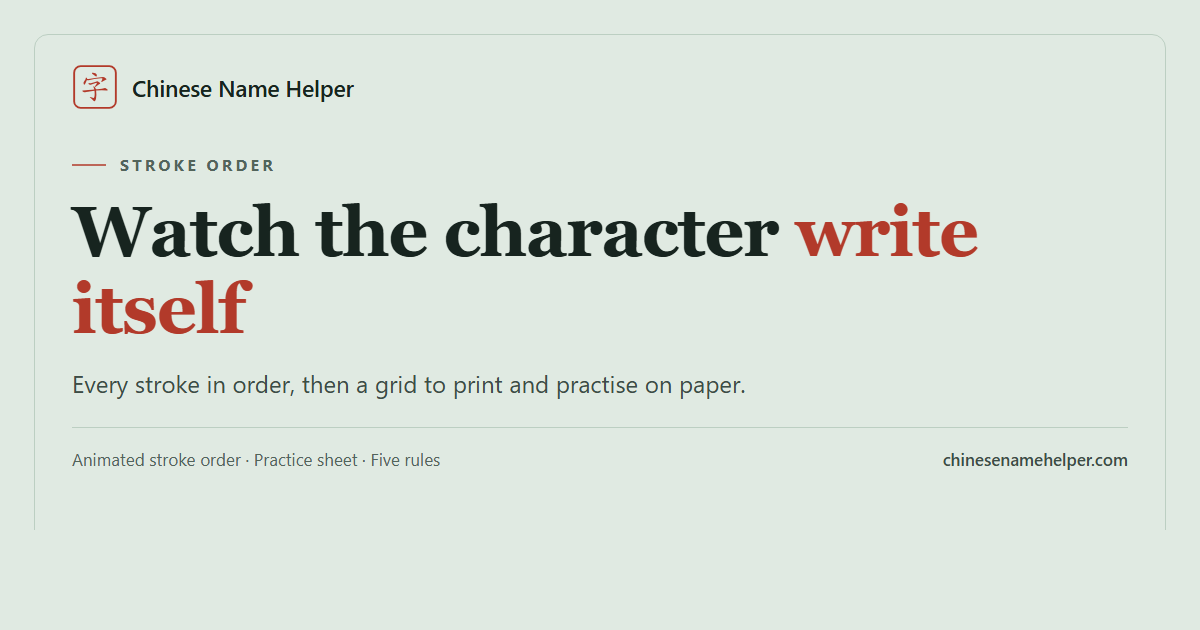 字
Chinese Name Helper
STROKE ORDER
Watch the character write
itself
Every stroke in order, then a grid to print and practise on paper.
Animated stroke order · Practice sheet · Five rules
chinesenamehelper.com